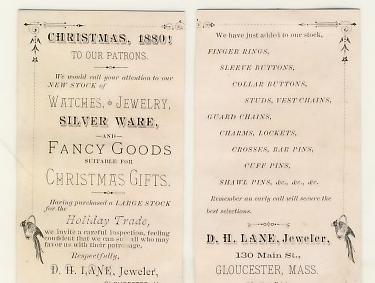 CHRISTMAS, 1880!
TO OUR PATRONS.
We would call your attention to our
NEW STOCK of
WATCHES, JEWELRY,
SILVER WARE,
—AND—
FANCY GOODS
SUITABLE FOR
CHRISTMAS GIFTS.
Having purchased a LARGE STOCK
for the
Holiday Trade,
we invite a careful inspection, feeling
confident that we can all who may
favor us with their patronage.
Respectfully,
D. H. LANE, Jeweler,
We have just added to our stock,
FINGER RINGS,
SLEEVE BUTTONS,
COLLAR BUTTONS,
STUDS, VEST CHAINS,
GUARD CHAINS,
CHARMS, LOCKETS,
CROSSES, BAR PINS,
CUFF PINS,
SHAWL PINS, &c., &c., &c.
Remember an early call will secure the
best selections.
D. H. LANE, Jeweler,
130 Main St.,
GLOUCESTER, MASS.